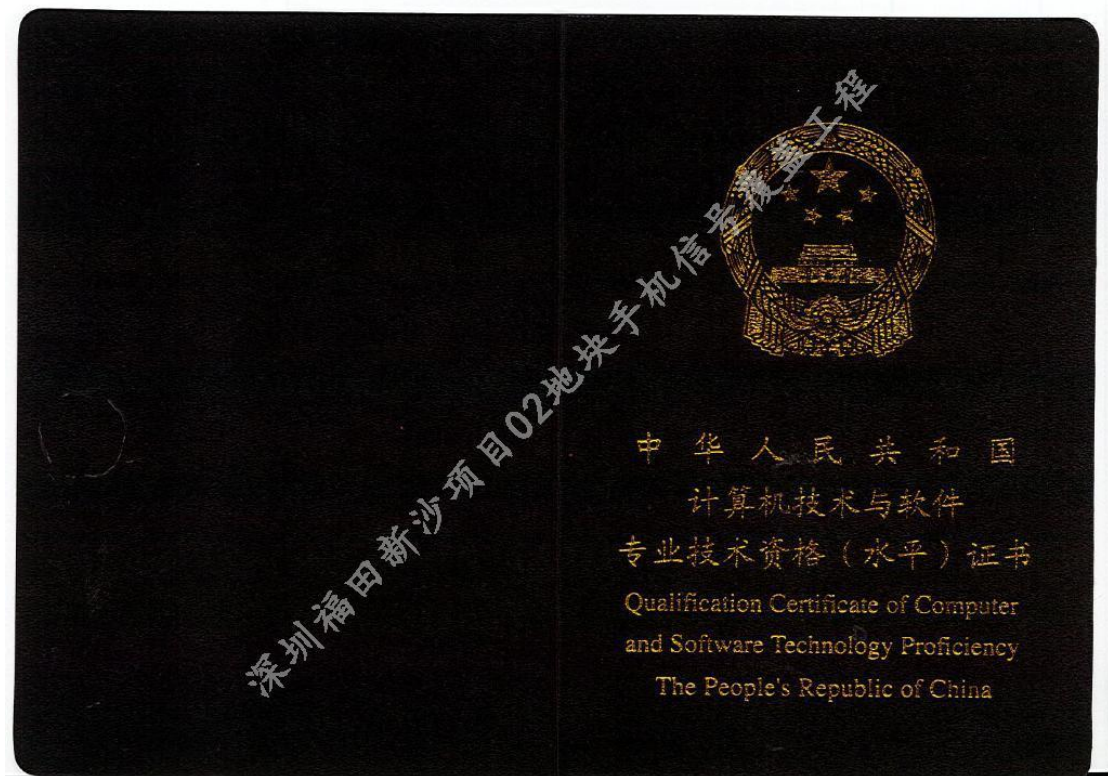 中华人民共和国
计算机技术与软件
专业技术资格（水平）证书
Qualification Certificate of Computer
and Software Technology Proficiency
The People's Republic of China
深圳福田新沙项目02地块手机信号覆盖工程